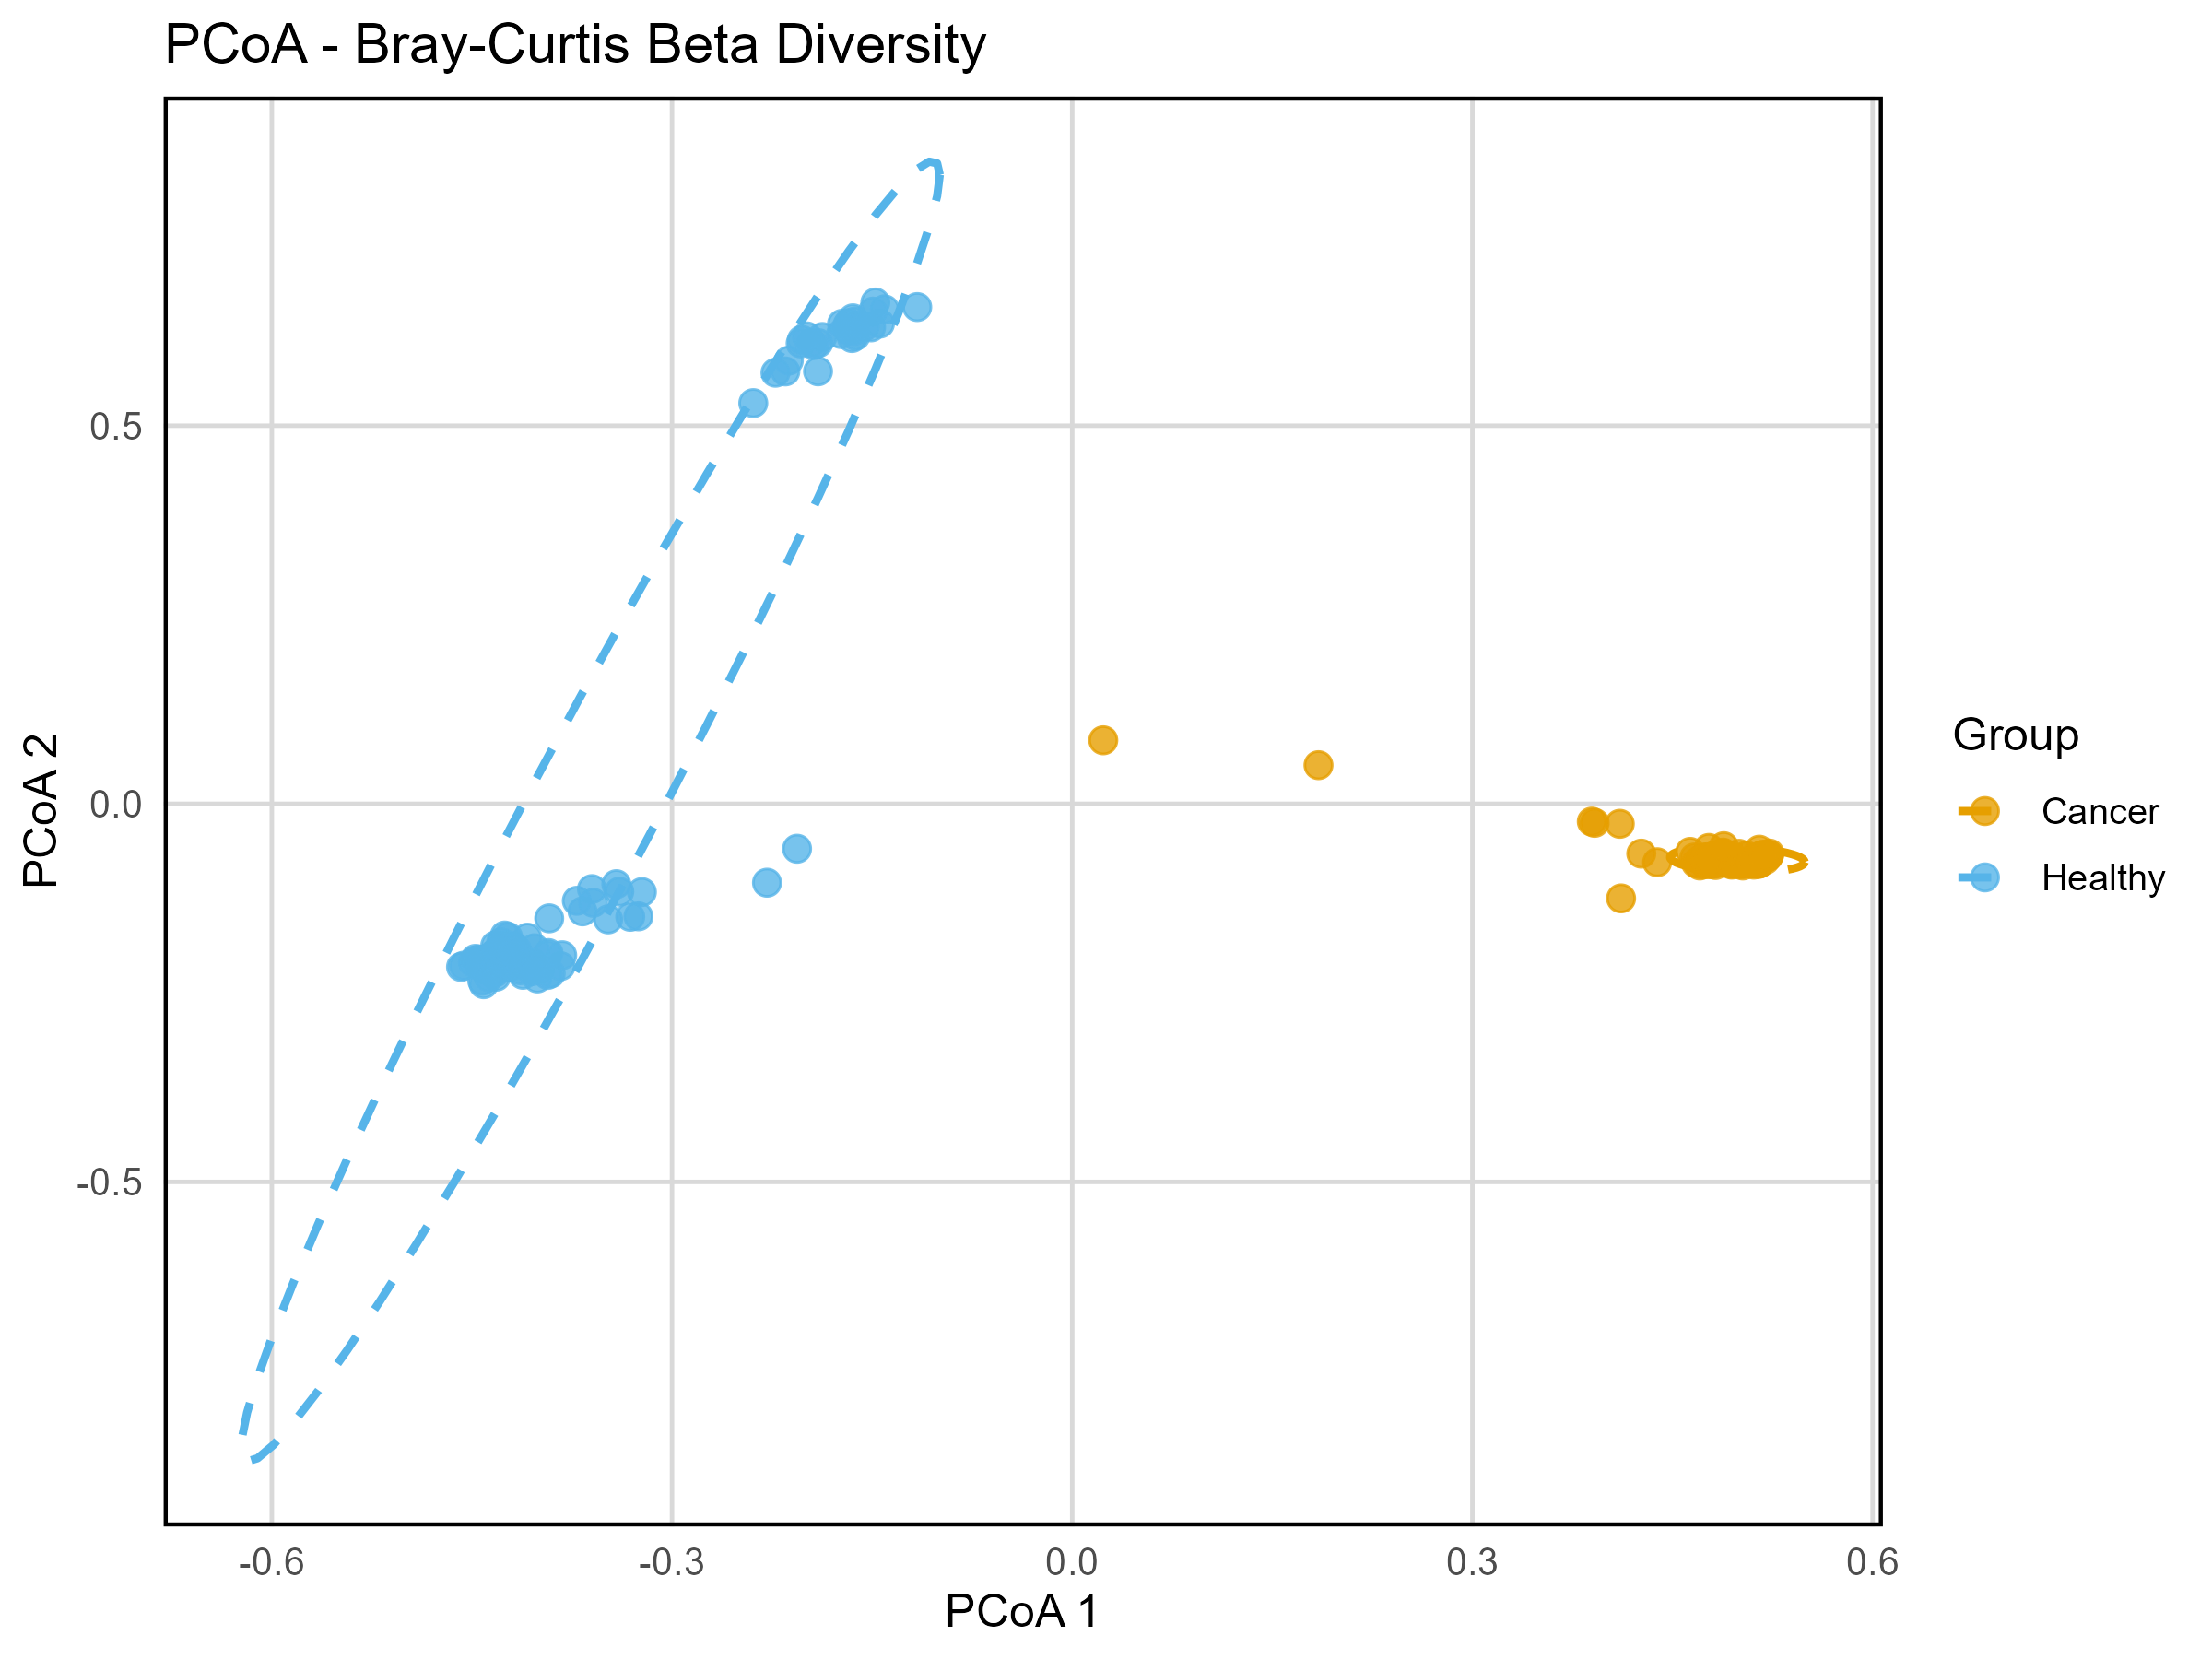 PCoA - Bray-Curtis Beta Diversity
PCoA 2
0.5
0.0
-0.5
-0.6
-0.3
0.0
0.3
0.6
PCoA 1
Group
Cancer
Healthy